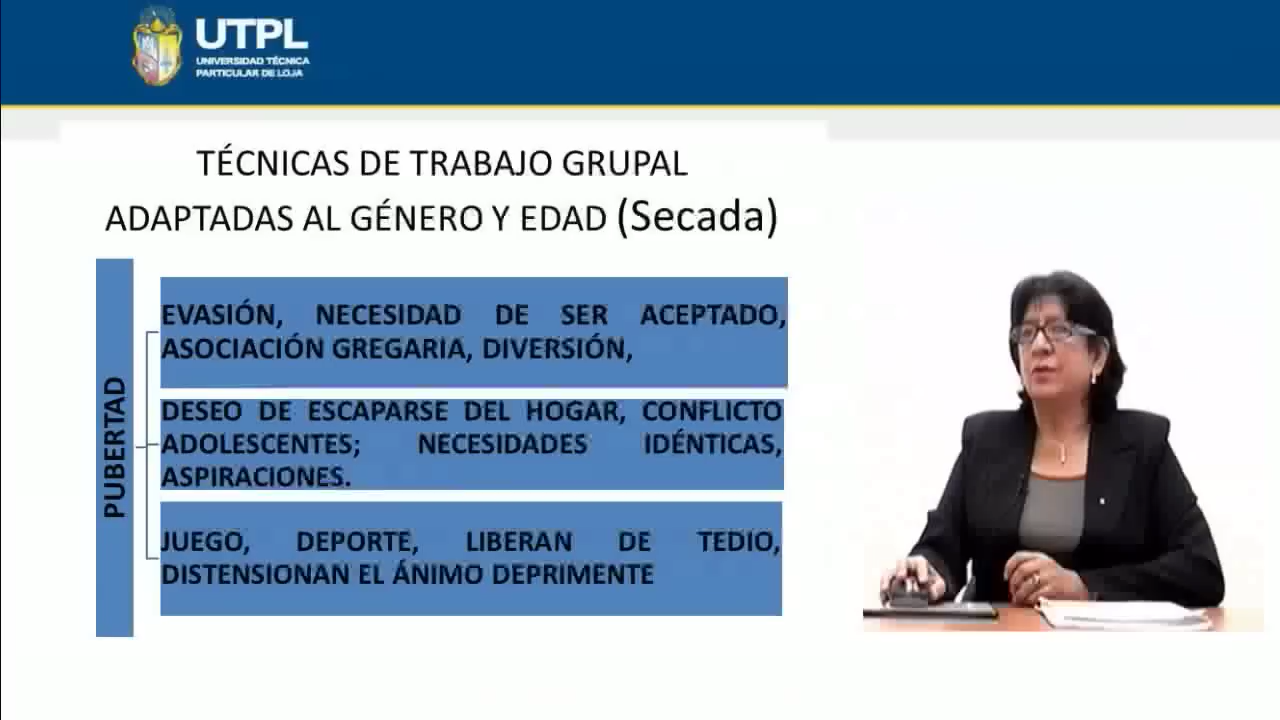 UTPL
UNIVERSIDAD TÉCNICA
PARTICULAR DE LOJA
TÉCNICAS DE TRABAJO GRUPAL
ADAPTADAS AL GÉNERO Y EDAD (Secada)
PUBERTAD
EVASIÓN, NECESIDAD DE SER ACEPTADO,
ASOCIACIÓN GREGARIA, DIVERSIÓN,
DESEO DE ESCAPARSE DEL HOGAR, CONFLICTO
ADOLESCENTES; NECESIDADES IDÉNTICAS,
ASPIRACIONES.
JUEGO, DEPORTE, LIBERAN DE TEDIO,
DISTENSIONAN EL ÁNIMO DEPRIMENTE